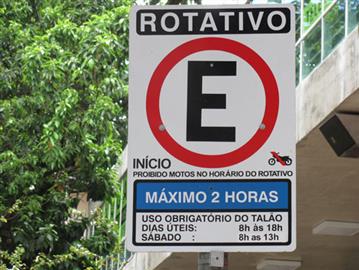 ROTATIVO
E
INÍCIO
PROIBIDO MOTOS NO HORÁRIO DO ROTATIVO
MÁXIMO 2 HORAS
USO OBRIGATÓRIO DO TALÃO
DIAS ÚTEIS: 8h às 18h
SÁBADO : 8h às 13h